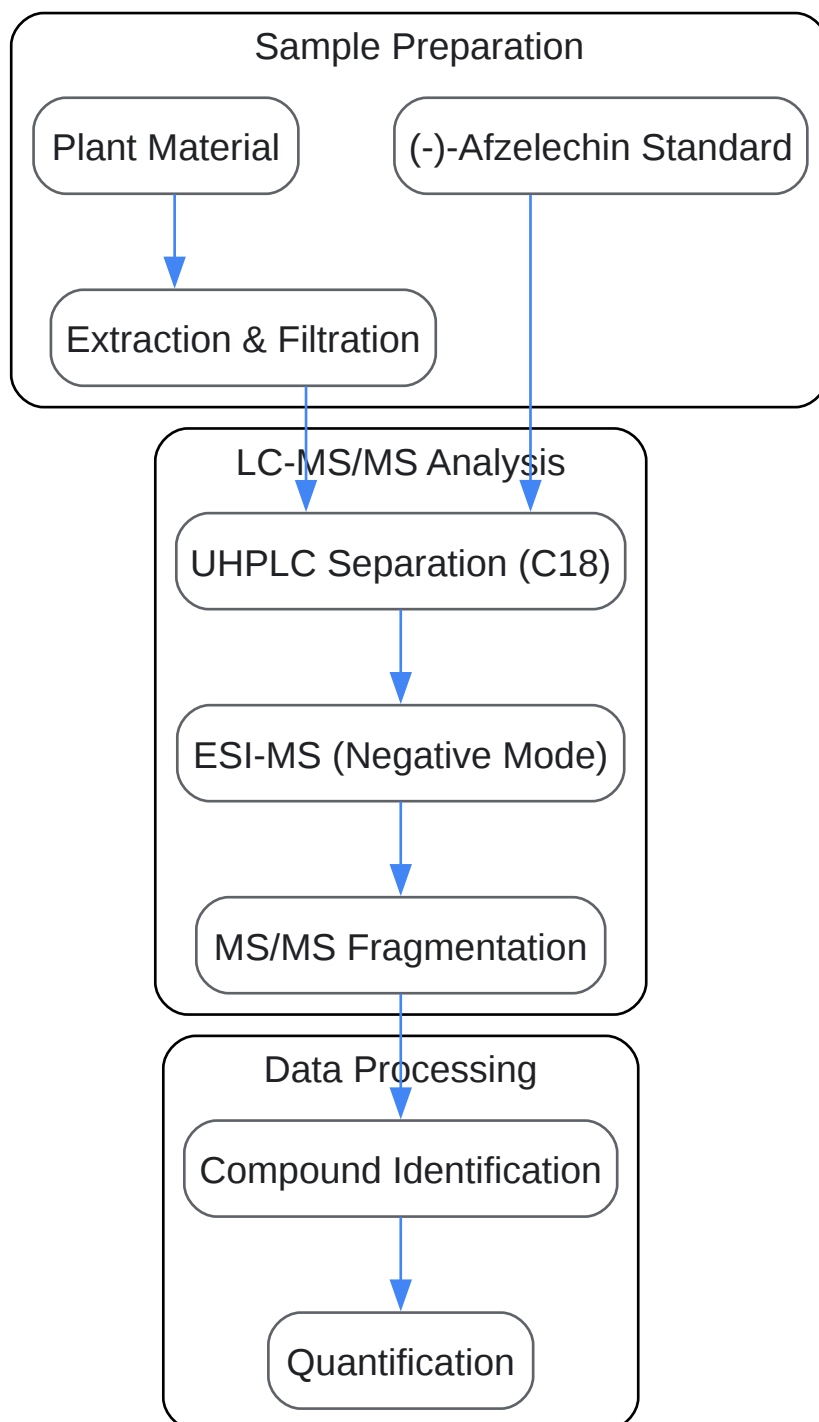 Sample Preparation
Plant Material
(-)-Afzelechin Standard
Extraction & Filtration
LC-MS/MS Analysis
UHPLC Separation (C18)
ESI-MS (Negative Mode)
MS/MS Fragmentation
Data Processing
Compound Identification
Quantification